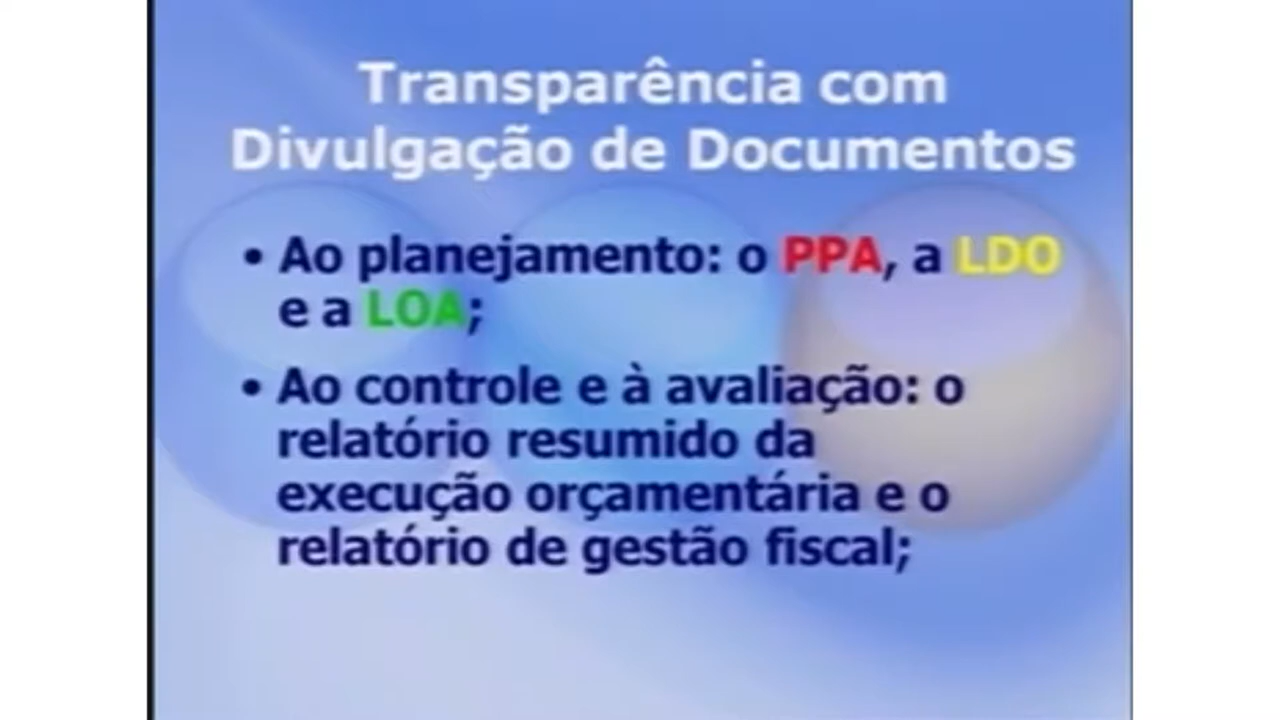 Transparência com
Divulgação de Documentos
• Ao planejamento: o PPA, a LDO
e a LOA;
• Ao controle e à avaliação: o
relatório resumido da
execução orçamentária e o
relatório de gestão fiscal;